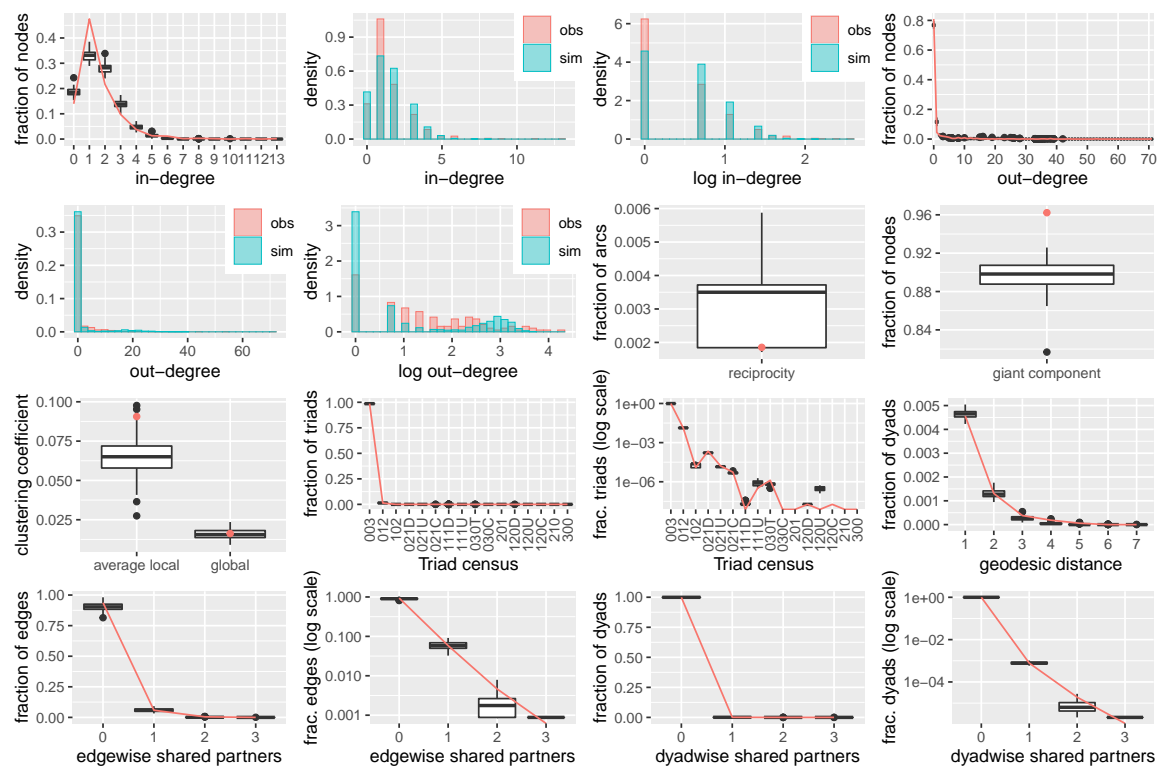 fraction of nodes
0.4
0.3
0.2
0.1
0.0
0 1 2 3 4 5 6 7 8 9 10 11 12 13
in−degree
density
0.9
0.6
0.3
0.0
0 5 10
in−degree
obs
sim
density
6
4
2
0
0 1 2
log in−degree
obs
sim
fraction of nodes
0.8
0.6
0.4
0.2
0.0
0 10 20 30 40 50 60 70
out−degree
density
0.3
0.2
0.1
0.0
0 20 40 60
out−degree
obs
sim
density
3
2
1
0
0 1 2 3 4
log out−degree
obs
sim
fraction of arcs
0.006
0.005
0.004
0.003
0.002
reciprocity
fraction of nodes
0.96
0.92
0.88
0.84
giant component
clustering coefficient
0.100
0.075
0.050
0.025
average local global
fraction of triads
1.00
0.75
0.50
0.25
0.00
003 012 102 021D 021U 021C 111D 111U 030T 030C 201 120D 120U 120C 210 300
Triad census
frac. triads (log scale)
1e+00
1e−03
1e−06
003 012 102 021D 021U 021C 111D 111U 030T 030C 201 120D 120U 120C 210 300
Triad census
fraction of dyads
0.005
0.004
0.003
0.002
0.001
0.000
1 2 3 4 5 6 7
geodesic distance
fraction of edges
1.00
0.75
0.50
0.25
0.00
0 1 2 3
edgewise shared partners
frac. edges (log scale)
1.000
0.100
0.010
0.001
0 1 2 3
edgewise shared partners
fraction of dyads
1.00
0.75
0.50
0.25
0.00
0 1 2 3
dyadwise shared partners
frac. dyads (log scale)
1e+00
1e−02
1e−04
0 1 2 3
dyadwise shared partners